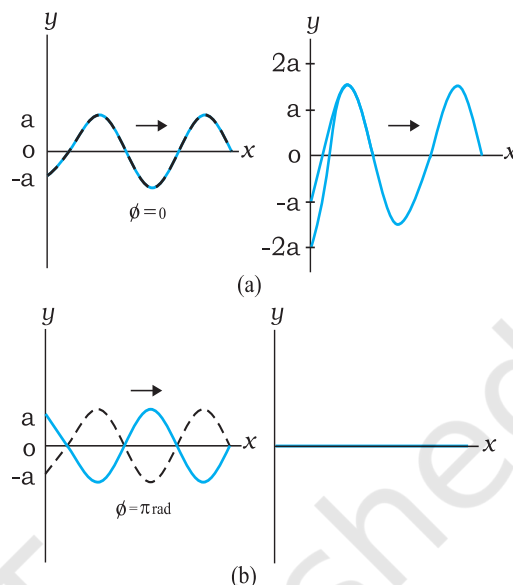 y
a
o
-a
x
ϕ = 0
y
2a
a
o
-a
-2a
x
(a)
y
a
o
-a
x
ϕ = π rad
y
x
(b)